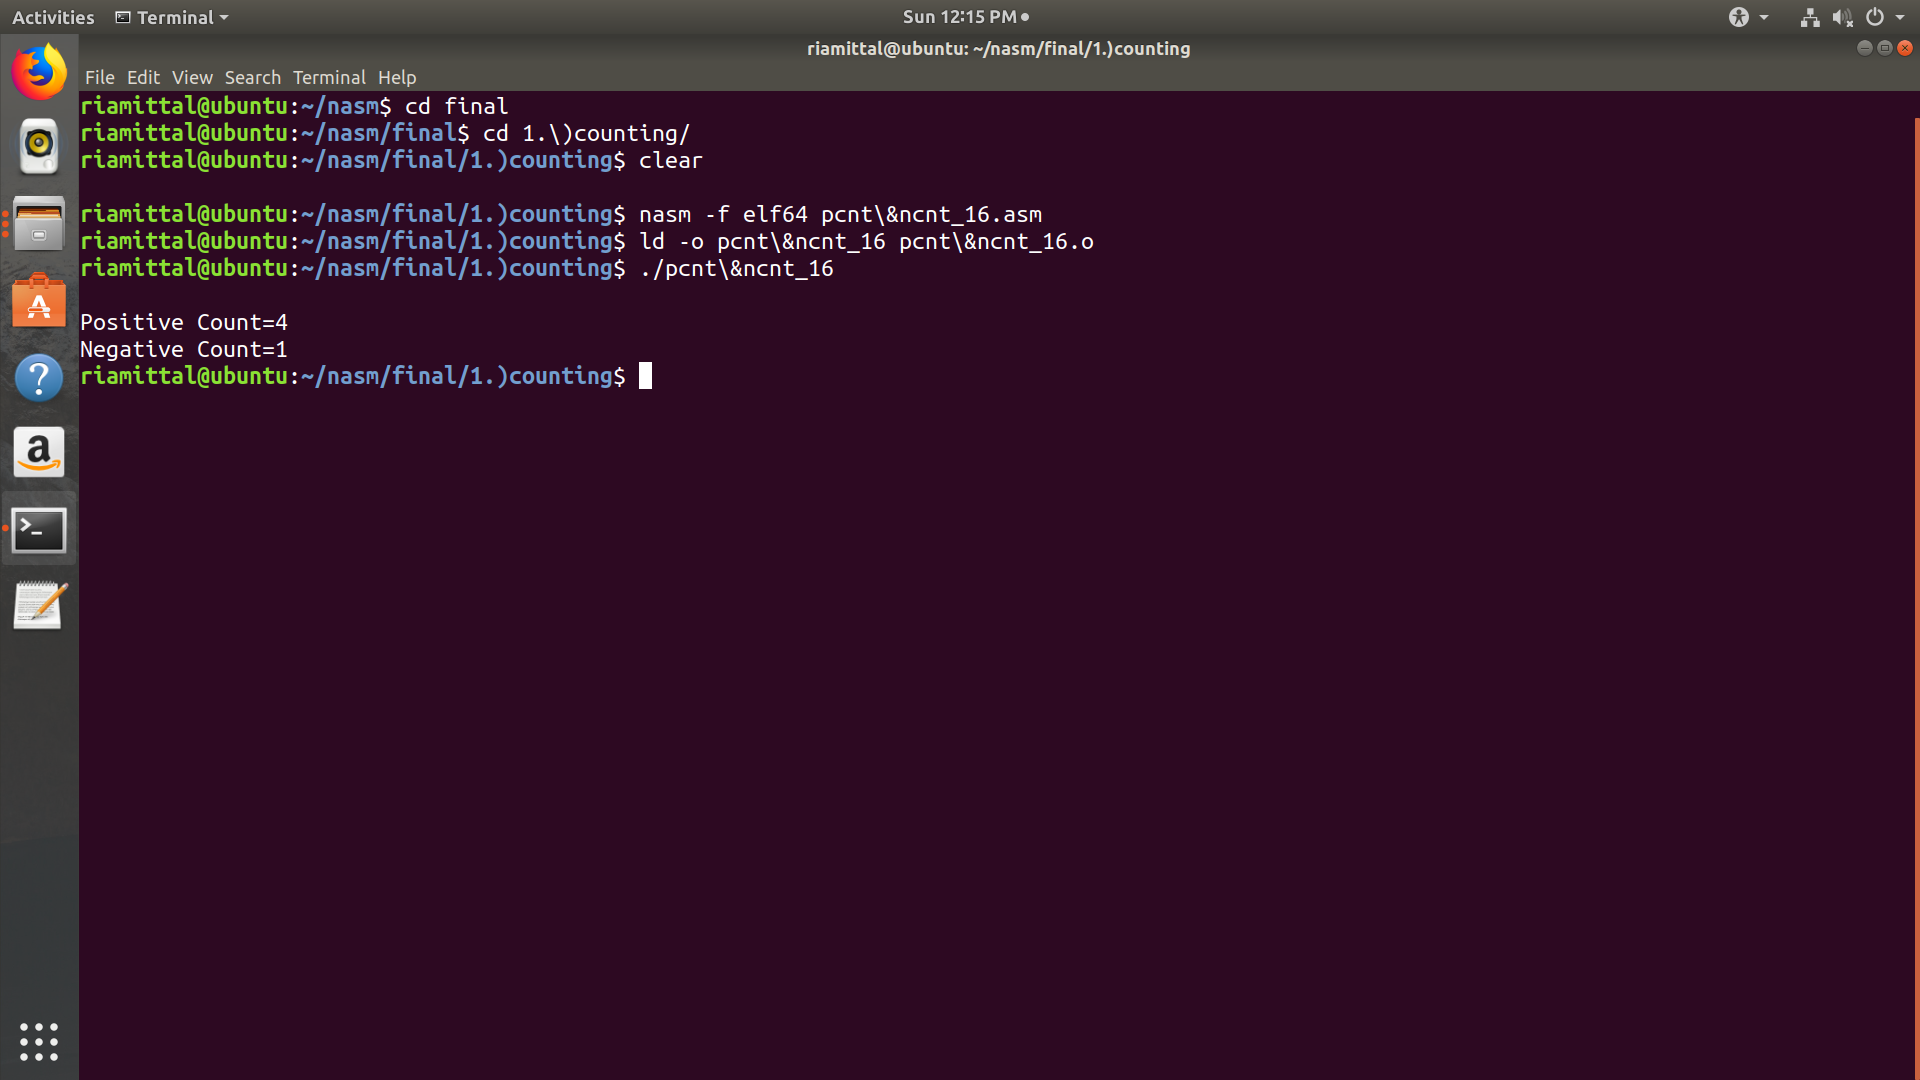 Activities Terminal Sun 12:15 PM
riamittal@ubuntu: ~/nasm/final/1.)counting
File Edit View Search Terminal Help
riamittal@ubuntu:~/nasm$ cd final
riamittal@ubuntu:~/nasm/final$ cd 1.\)counting/
riamittal@ubuntu:~/nasm/final/1.)counting$ clear
riamittal@ubuntu:~/nasm/final/1.)counting$ nasm -f elf64 pcnt\&ncnt_16.asm
riamittal@ubuntu:~/nasm/final/1.)counting$ ld -o pcnt\&ncnt_16 pcnt\&ncnt_16.o
riamittal@ubuntu:~/nasm/final/1.)counting$ ./pcnt\&ncnt_16
Positive Count=4
Negative Count=1
riamittal@ubuntu:~/nasm/final/1.)counting$